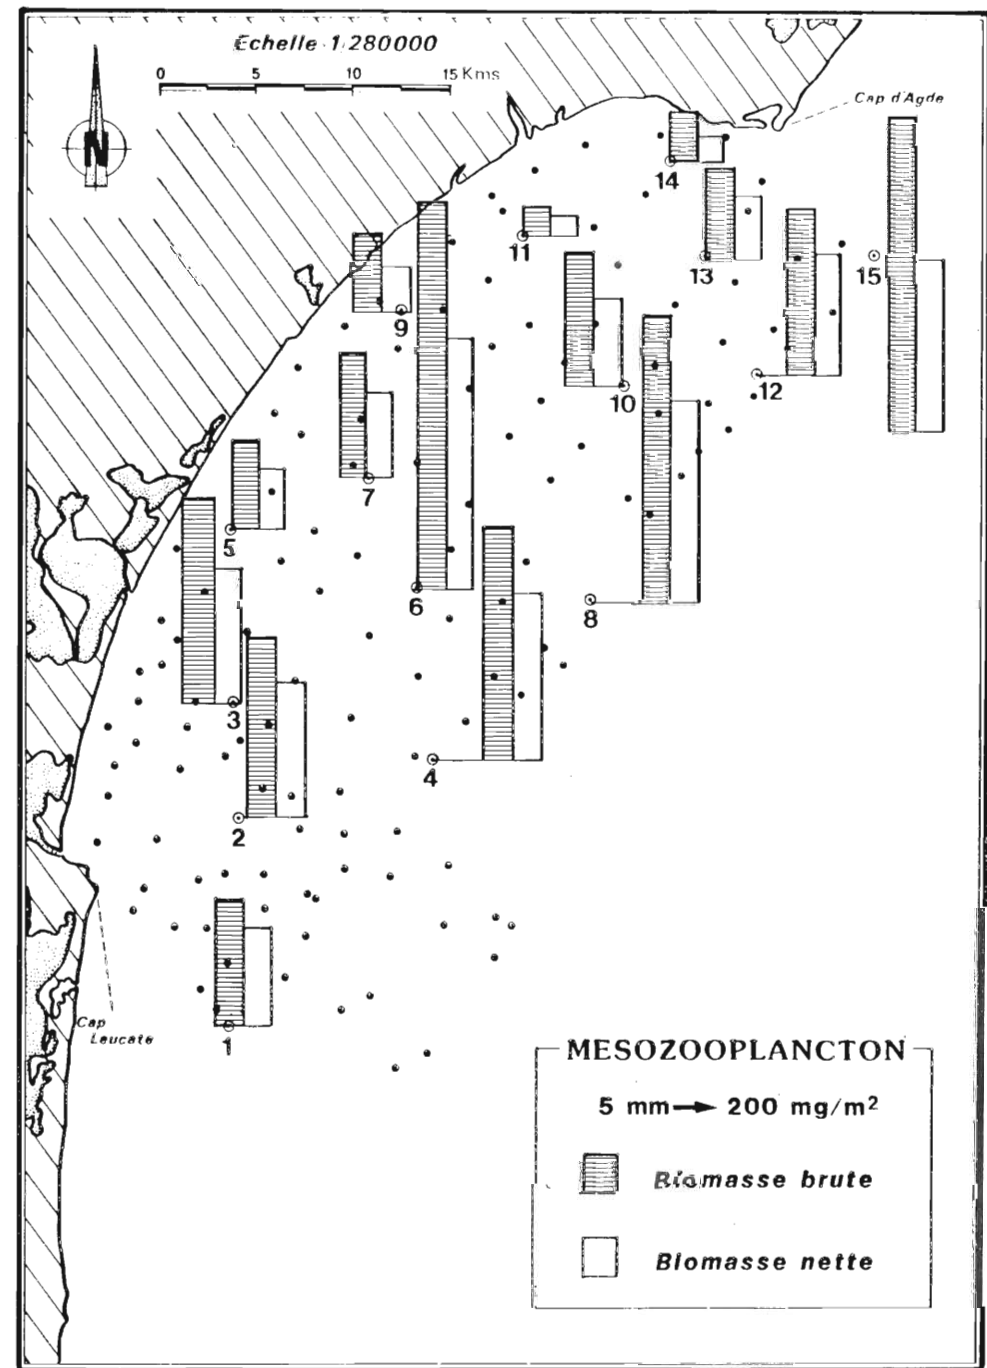 Echelle 1/280000
0 5 10 15 Kms
N
Cap d'Agde
14
11
13
15
9
10
12
7
5
6
8
3
4
2
Cap
Leucate
1
MESOZOOPLANCTON
5 mm → 200 mg/m²
Biomasse brute
Biomasse nette